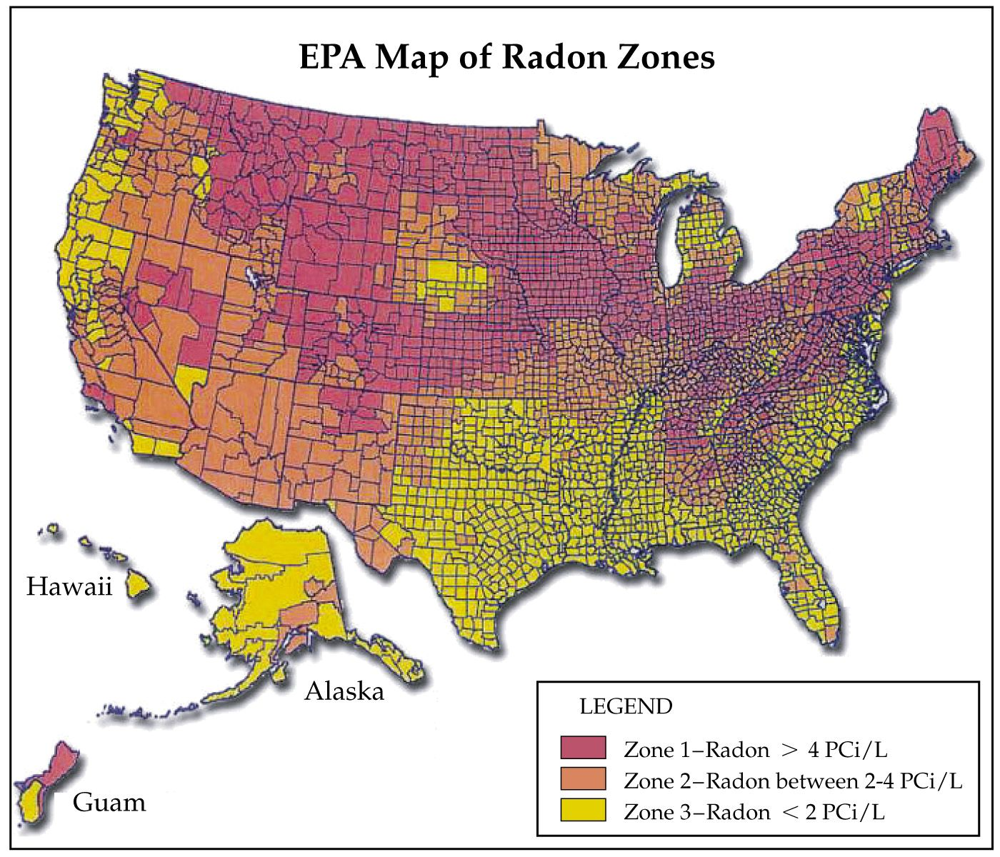 EPA Map of Radon Zones
Hawaii
Alaska
Guam
LEGEND
Zone 1–Radon > 4 PCi/L
Zone 2–Radon between 2-4 PCi/L
Zone 3–Radon < 2 PCi/L